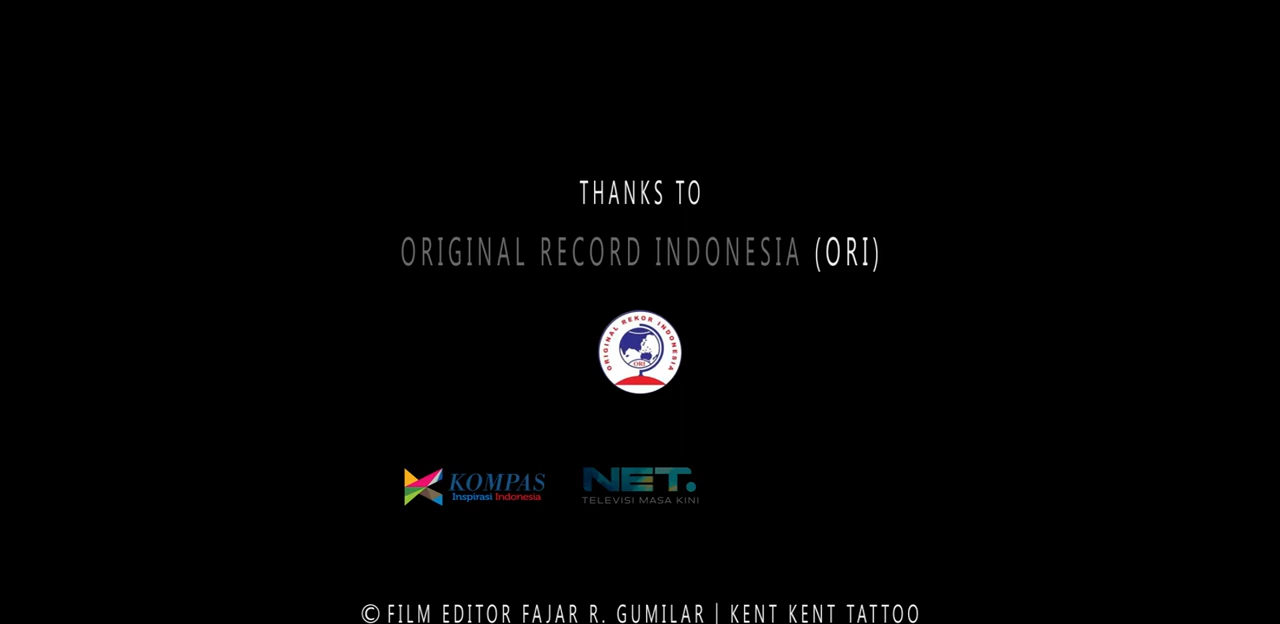 THANKS TO
ORIGINAL RECORD INDONESIA (ORI)
ORIGINAL REKOR INDONESIA
ORI
KOMPAS
Inspirasi Indonesia
NET.
TELEVISI MASA KINI
© FILM EDITOR FAJAR R. GUMILAR | KENT KENT TATTOO